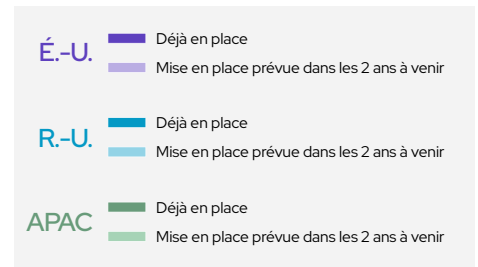 É.-U.
Déjà en place
Mise en place prévue dans les 2 ans à venir
R.-U.
Déjà en place
Mise en place prévue dans les 2 ans à venir
APAC
Déjà en place
Mise en place prévue dans les 2 ans à venir